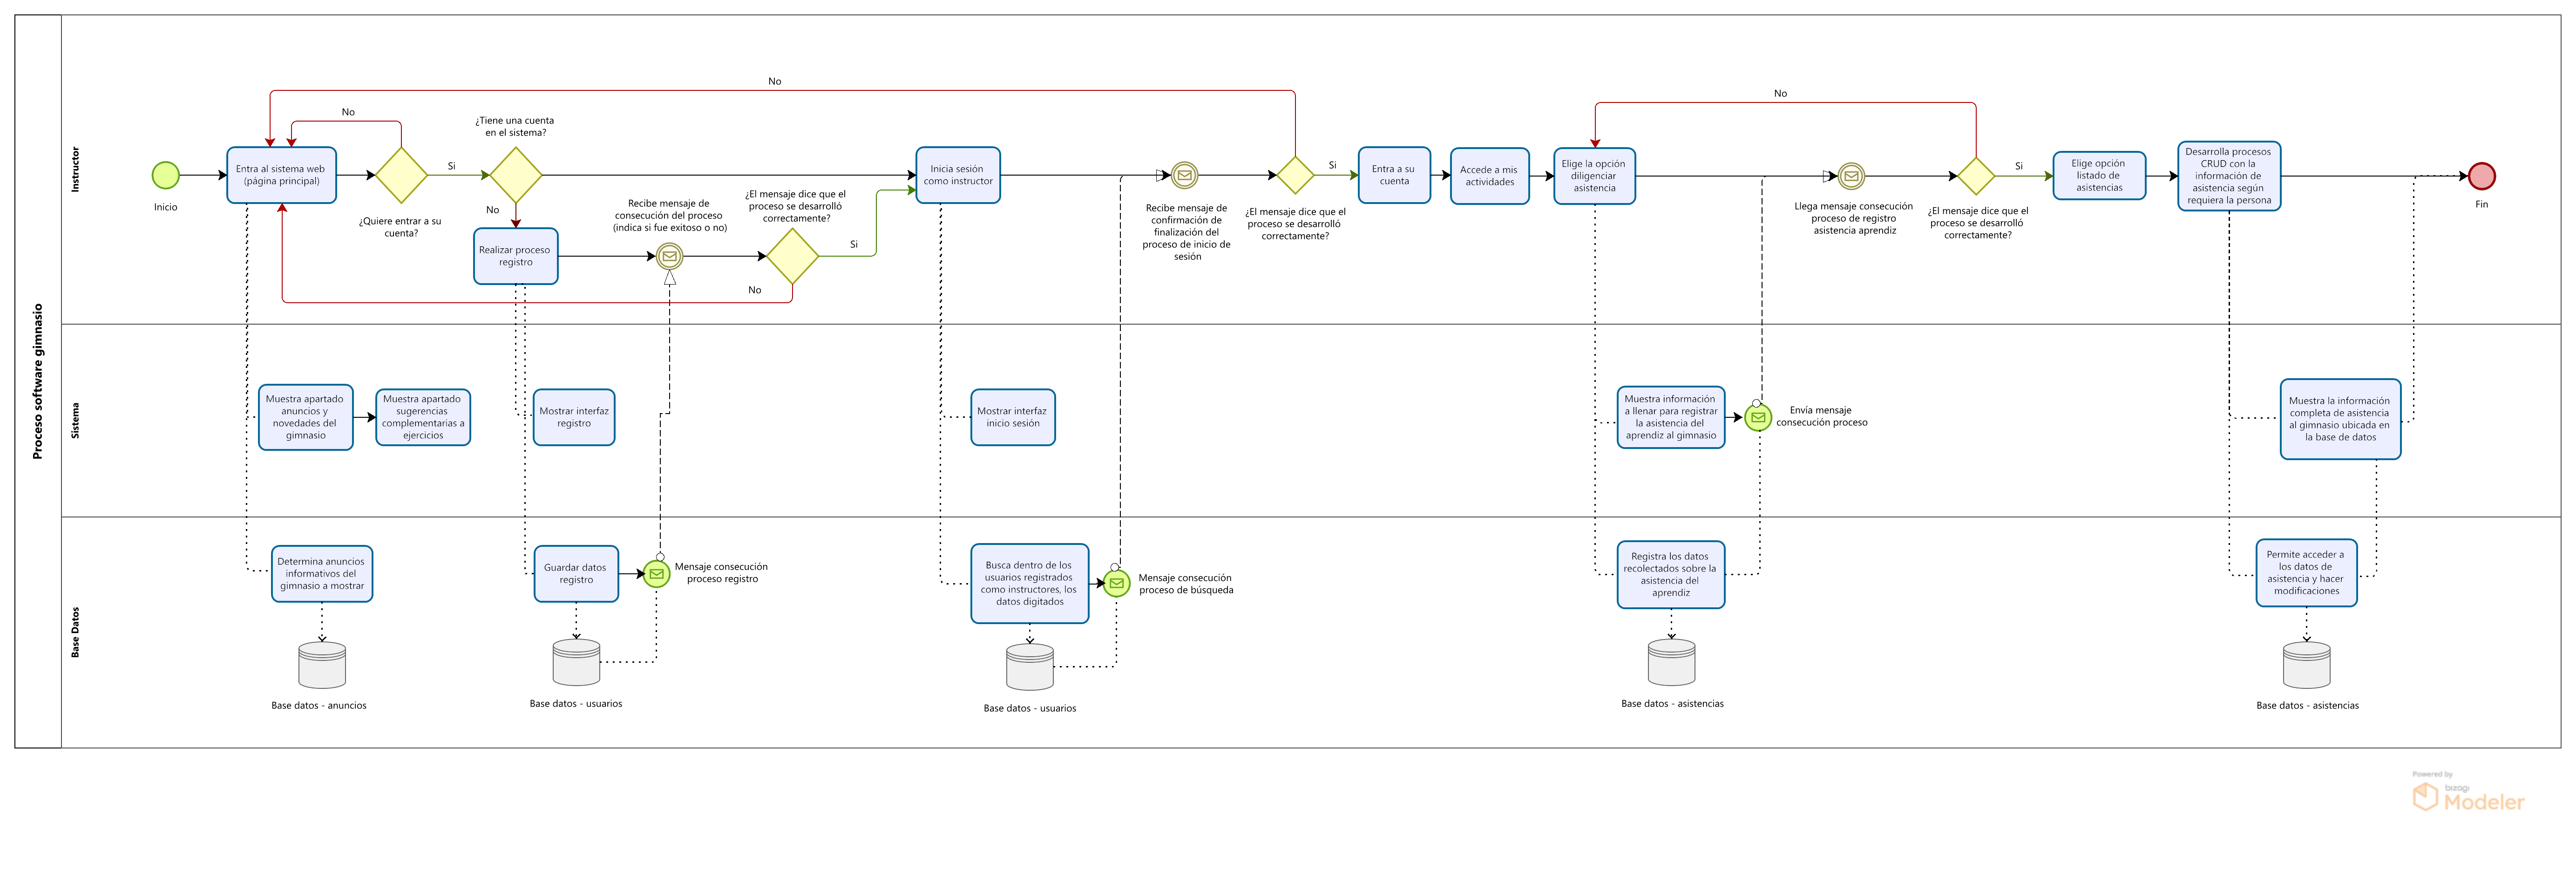 Proceso software gimnasio
Instructor
Inicio
Entra al sistema web
(página principal)
No
¿Quiere entrar a su
cuenta?
Si
¿Tiene una cuenta
en el sistema?
No
Realizar proceso
registro
Recibe mensaje de
consecución del proceso
(indica si fue exitoso o no)
¿El mensaje dice que el
proceso se desarrolló
correctamente?
Si
No
No
Inicia sesión
como instructor
Recibe mensaje de
confirmación de
finalización del
proceso de inicio de
sesión
¿El mensaje dice que el
proceso se desarrolló
correctamente?
Si
Entra a su
cuenta
Accede a mis
actividades
Elige la opción
diligenciar
asistencia
No
Llega mensaje consecución
proceso de registro
asistencia aprendiz
¿El mensaje dice que el
proceso se desarrolló
correctamente?
Si
Elige opción
listado de
asistencias
Desarrolla procesos
CRUD con la
información de
asistencia según
requiera la persona
Fin
Sistema
Muestra apartado
anuncios y
novedades del
gimnasio
Muestra apartado
sugerencias
complementarias a
ejercicios
Mostrar interfaz
registro
Mostrar interfaz
inicio sesión
Muestra información
a llenar para registrar
la asistencia del
aprendiz al gimnasio
Envía mensaje
consecución proceso
Muestra la información
completa de asistencia
al gimnasio ubicada en
la base de datos
Base Datos
Determina anuncios
informativos del
gimnasio a mostrar
Base datos - anuncios
Guardar datos
registro
Mensaje consecución
proceso registro
Base datos - usuarios
Busca dentro de los
usuarios registrados
como instructores, los
datos digitados
Mensaje consecución
proceso de búsqueda
Base datos - usuarios
Registra los datos
recolectados sobre la
asistencia del
aprendiz
Base datos - asistencias
Permite acceder a
los datos de
asistencia y hacer
modificaciones
Base datos - asistencias
Powered by
bizagi
Modeler